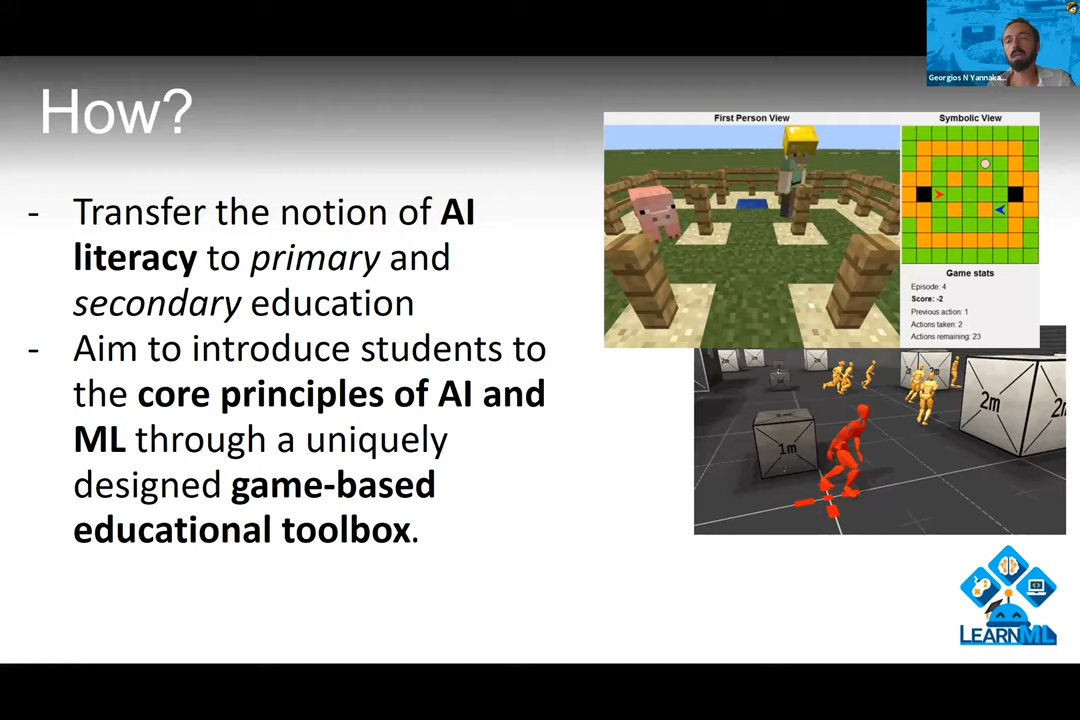 Georgios N Yannaka...
How?
- Transfer the notion of AI
literacy to primary and
secondary education
- Aim to introduce students to
the core principles of AI and
ML through a uniquely
designed game-based
educational toolbox.
First Person View
Symbolic View
Game stats
Episode: 4
Score: -2
Previous action: 1
Actions taken: 2
Actions remaining: 23
2m
2m
1m
LEARNML